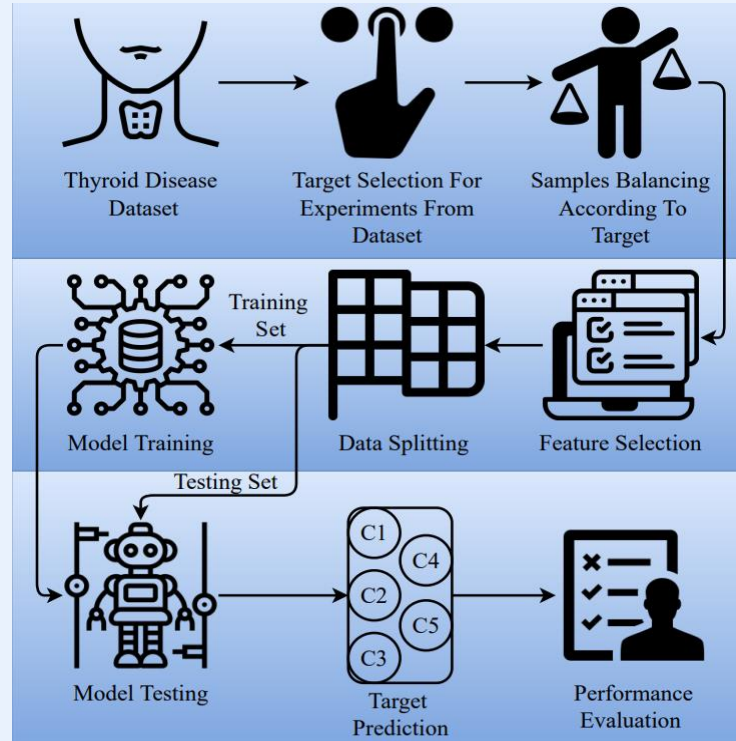 Thyroid Disease
Dataset
Target Selection For
Experiments From
Dataset
Samples Balancing
According To
Target
Training
Set
Model Training
Data Splitting
Feature Selection
Testing Set
C1
C4
C2
C5
C3
Model Testing
Target
Prediction
Performance
Evaluation